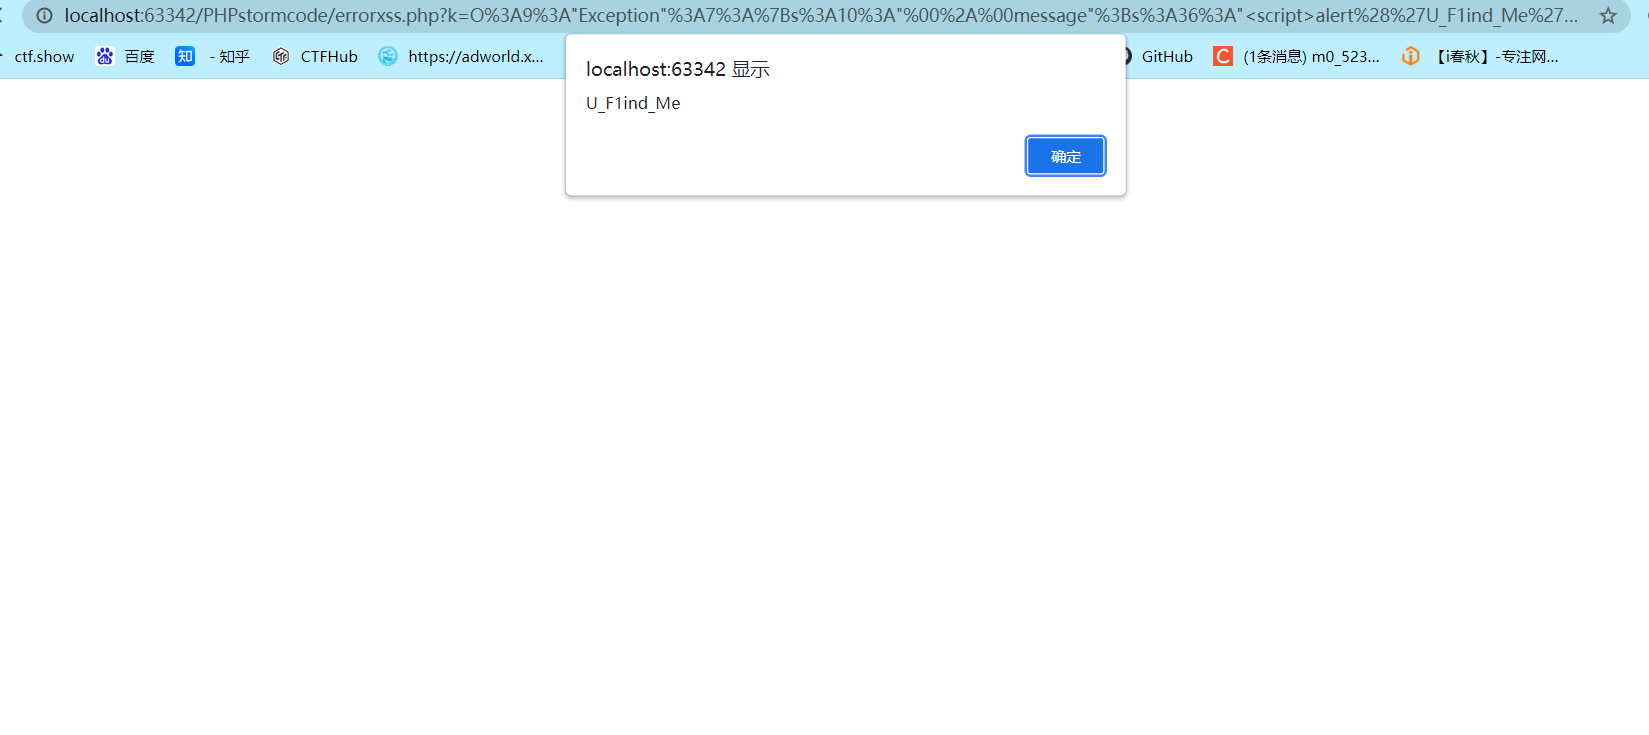 localhost:63342/PHPstormcode/errorxss.php?k=O%3A9%3A"Exception"%3A7%3A%7Bs%3A10%3A"%00%2A%00message"%3Bs%3A36%3A"<script>alert%28%27U_F1ind_Me%27...
ctf.show 百度 知 - 知乎 CTFHub https://adworld.x... GitHub C (1条消息) m0_523... 【i春秋】-专注网...
localhost:63342 显示
U_F1ind_Me
确定